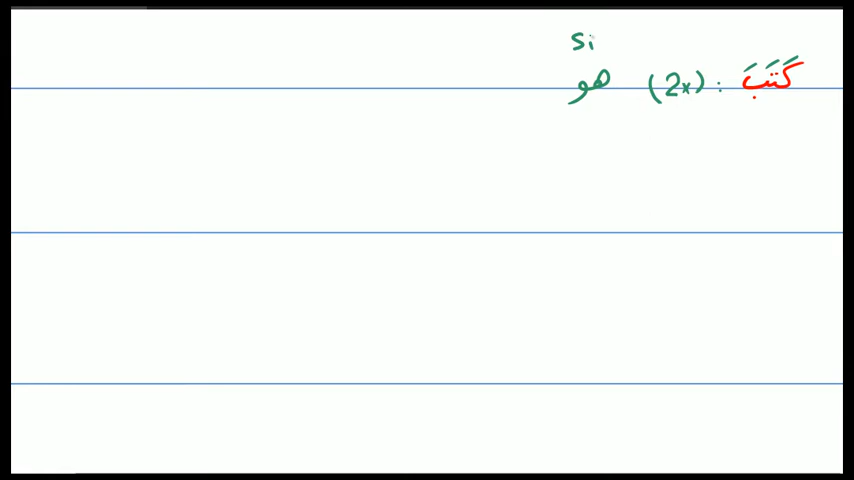 si
كَتَبَ : (2x) هو